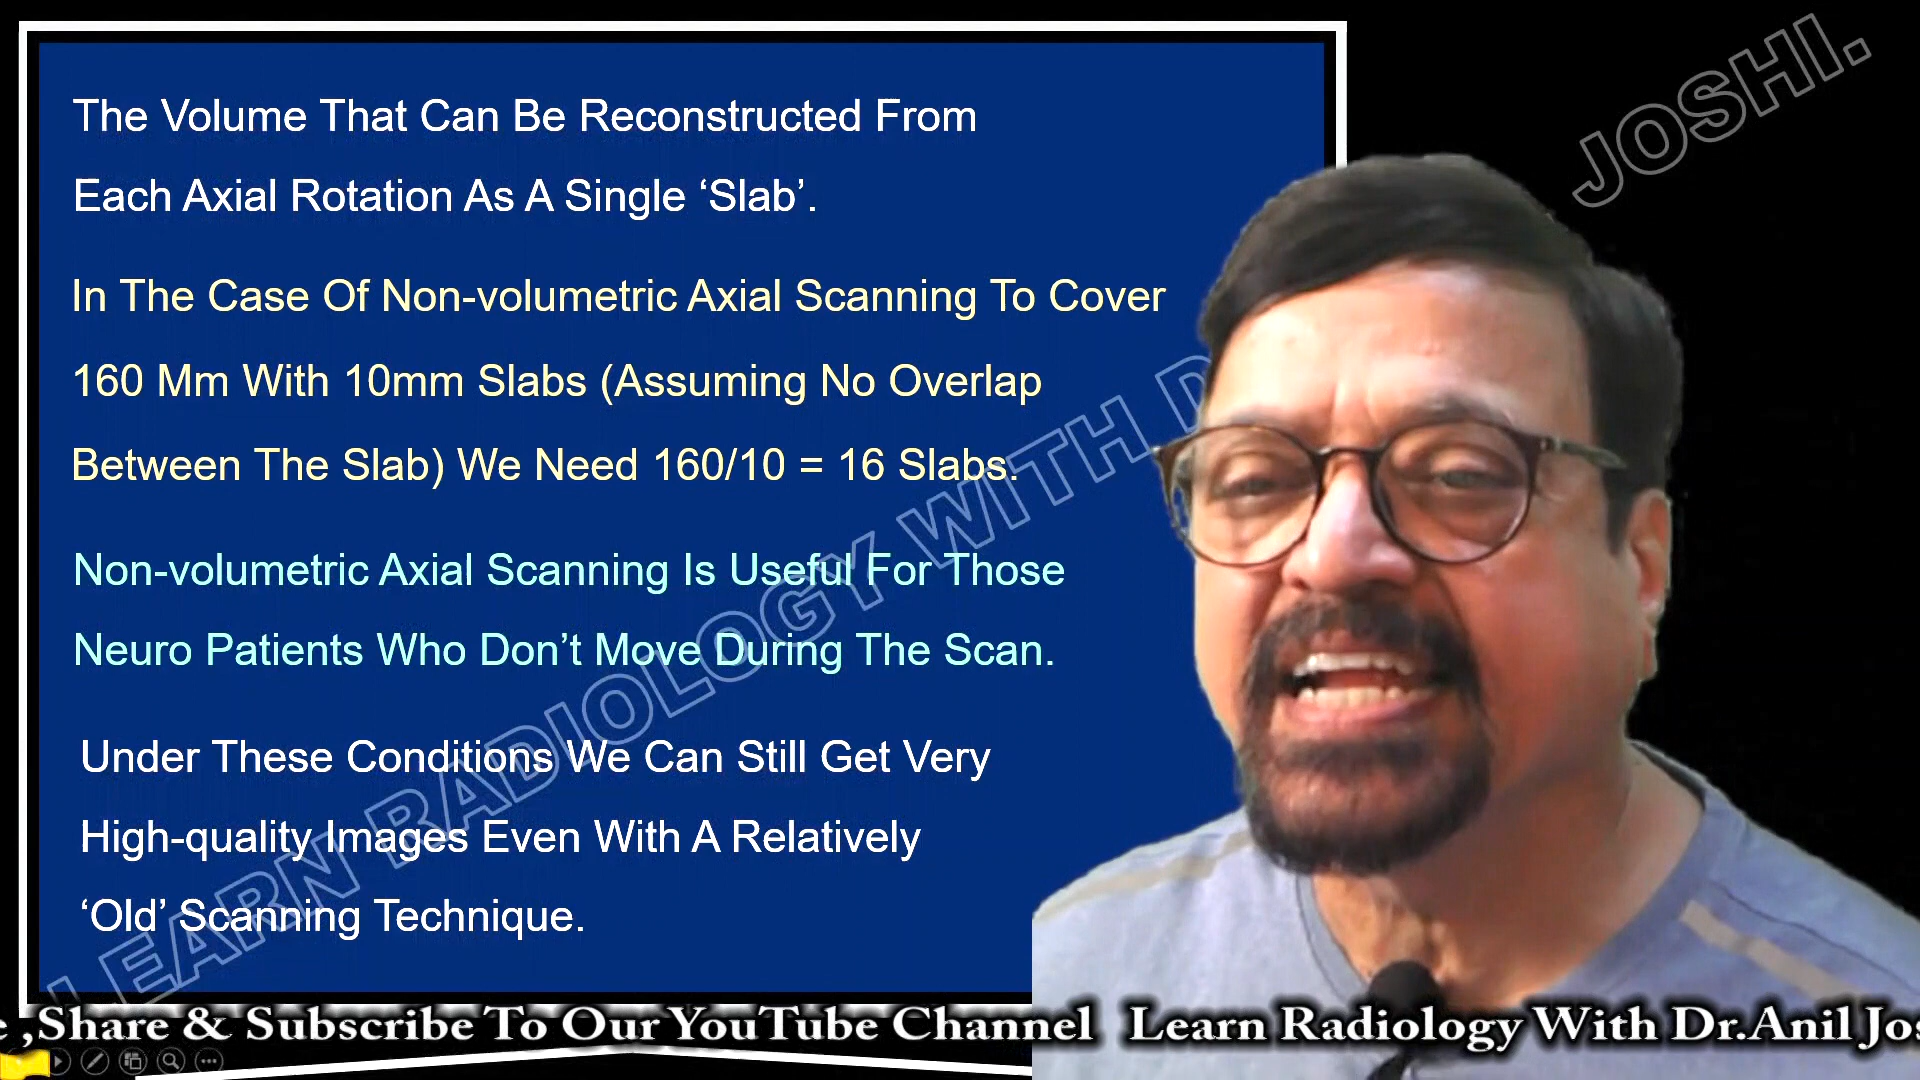 The Volume That Can Be Reconstructed From
Each Axial Rotation As A Single ‘Slab’.
In The Case Of Non-volumetric Axial Scanning To Cover
160 Mm With 10mm Slabs (Assuming No Overlap
Between The Slab) We Need 160/10 = 16 Slabs.
Non-volumetric Axial Scanning Is Useful For Those
Neuro Patients Who Don’t Move During The Scan.
Under These Conditions We Can Still Get Very
High-quality Images Even With A Relatively
‘Old’ Scanning Technique.
LEARN RADIOLOGY WITH JOSHI.
,Share & Subscribe To Our YouTube Channel Learn Radiology With Dr.Anil